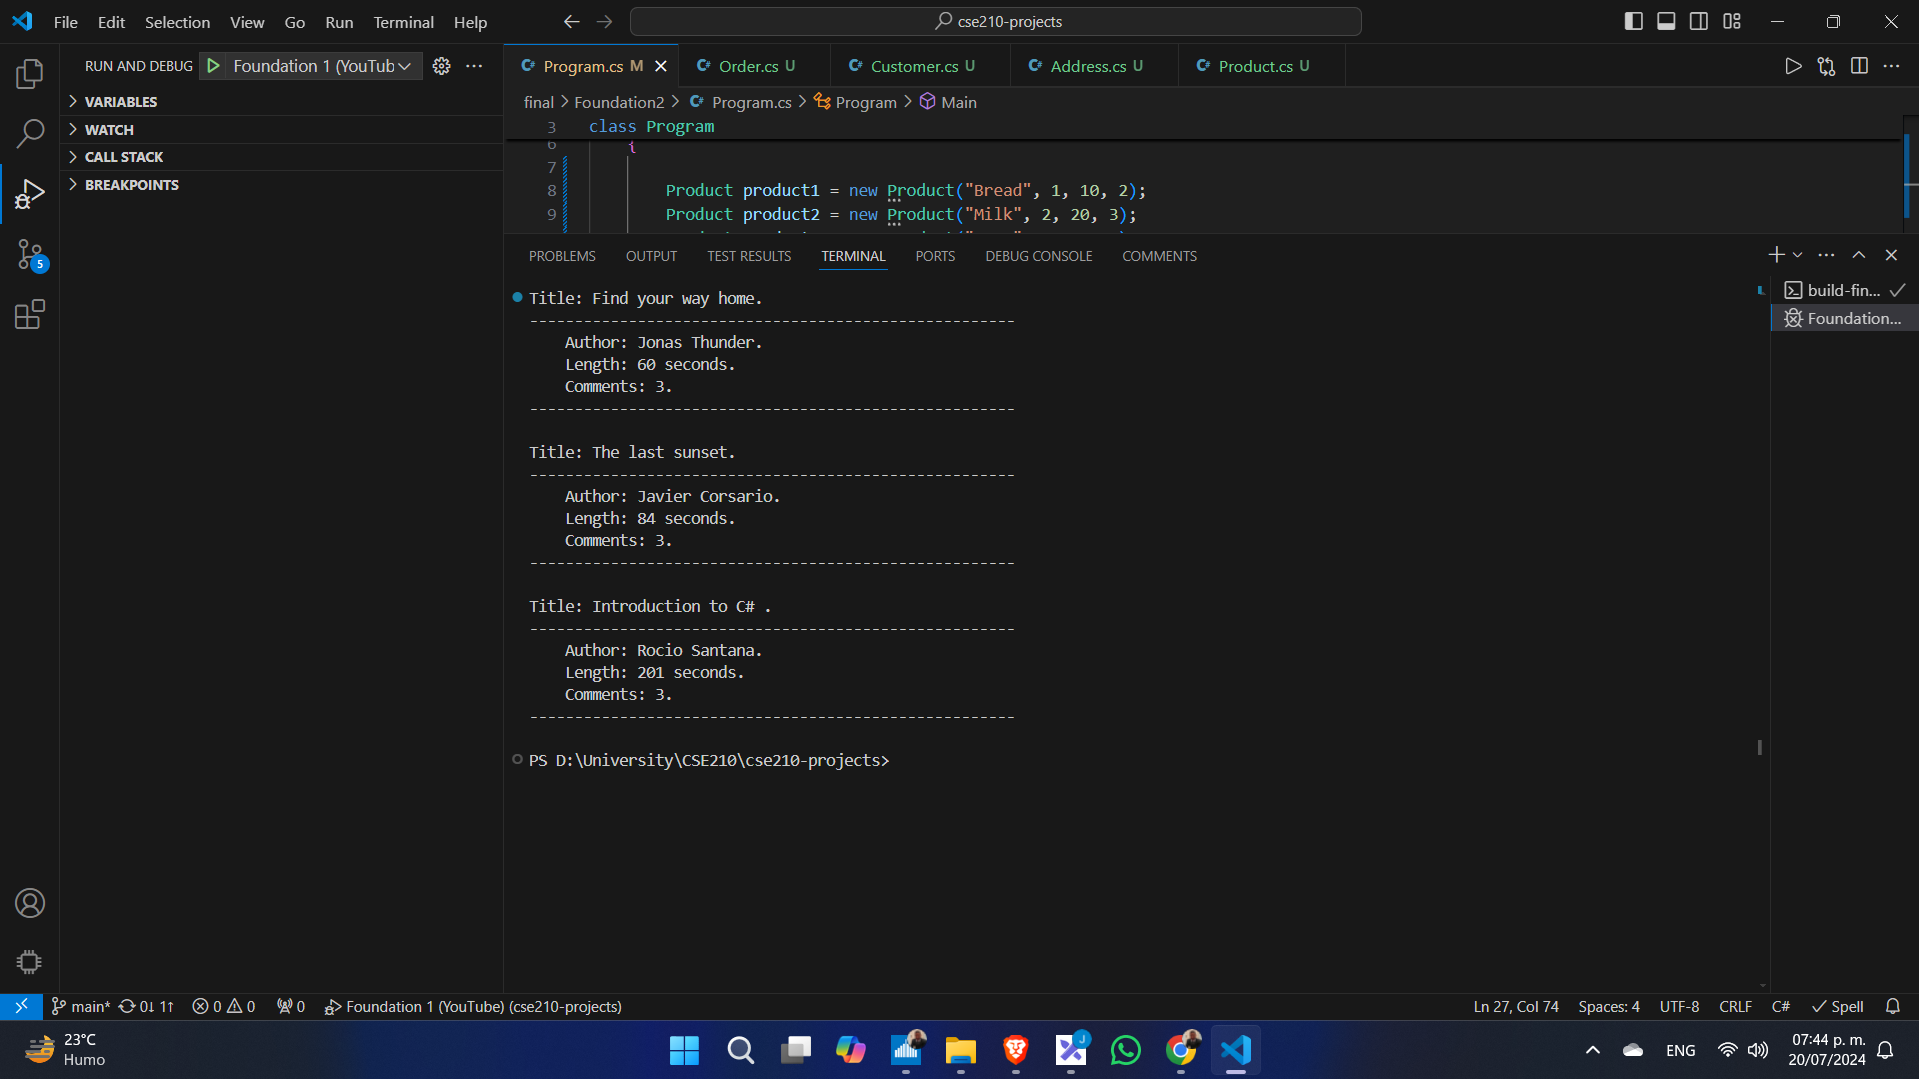 File Edit Selection View Go Run Terminal Help
cse210-projects
RUN AND DEBUG Foundation 1 (YouTub
Program.cs M Order.cs U Customer.cs U Address.cs U Product.cs U
VARIABLES
WATCH
CALL STACK
BREAKPOINTS
final > Foundation2 > Program.cs > Program > Main
3 class Program
6 {
7
8 Product product1 = new Product("Bread", 1, 10, 2);
9 Product product2 = new Product("Milk", 2, 20, 3);
PROBLEMS OUTPUT TEST RESULTS TERMINAL PORTS DEBUG CONSOLE COMMENTS
build-fin...
Foundation...
Title: Find your way home.
------------------------------------------------------
Author: Jonas Thunder.
Length: 60 seconds.
Comments: 3.
------------------------------------------------------
Title: The last sunset.
------------------------------------------------------
Author: Javier Corsario.
Length: 84 seconds.
Comments: 3.
------------------------------------------------------
Title: Introduction to C# .
------------------------------------------------------
Author: Rocio Santana.
Length: 201 seconds.
Comments: 3.
------------------------------------------------------
PS D:\University\CSE210\cse210-projects>
5
main* 0↓ 1↑ 0 0 0 Foundation 1 (YouTube) (cse210-projects)
Ln 27, Col 74 Spaces: 4 UTF-8 CRLF C# Spell
23°C
Humo
J
ENG
07:44 p. m.
20/07/2024